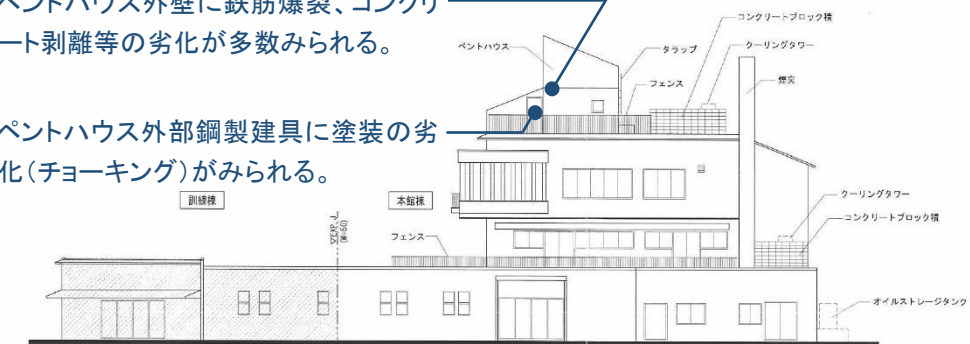 ペントハウス外壁に鉄筋爆裂、コンクリ
ート剥離等の劣化が多数みられる。
ペントハウス外部鋼製建具に塗装の劣
化（チョーキング）がみられる。
コンクリートブロック積
ペントハウス
タラップ
クーリングタワー
フェンス
煙突
訓練棟
本館棟
EXP.J
(W=50)
フェンス
クーリングタワー
コンクリートブロック積
オイルストレージタンク